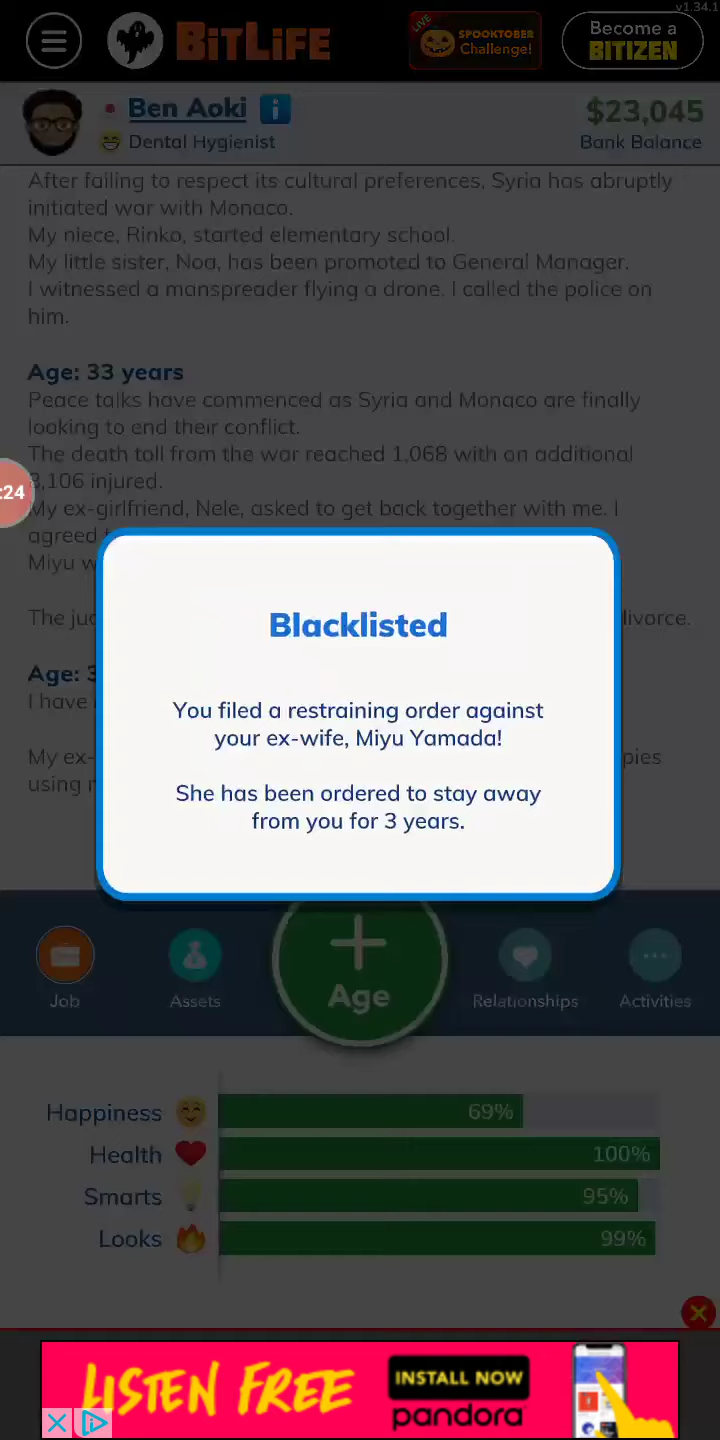 v1.34.1
BitLife
LIVE
SPOOKTOBER
Challenge!
Become a
BITIZEN
Ben Aoki
$23,045
Dental Hygienist
Bank Balance
After failing to respect its cultural preferences, Syria has abruptly
initiated war with Monaco.
My niece, Rinko, started elementary school.
My little sister, Noa, has been promoted to General Manager.
I witnessed a manspreader flying a drone. I called the police on
him.
Age: 33 years
Peace talks have commenced as Syria and Monaco are finally
looking to end their conflict.
The death toll from the war reached 1,068 with on additional
,106 injured.
:24
My ex-girlfriend, Nele, asked to get back together with me. I
agreed
Miyu
The divorce.
Age:
I have
My ex- pies
using
Blacklisted
You filed a restraining order against
your ex-wife, Miyu Yamada!
She has been ordered to stay away
from you for 3 years.
Job
Assets
Age
Relationships
Activities
Happiness 69%
Health 100%
Smarts 95%
Looks 99%
LISTEN FREE
INSTALL NOW
pandora